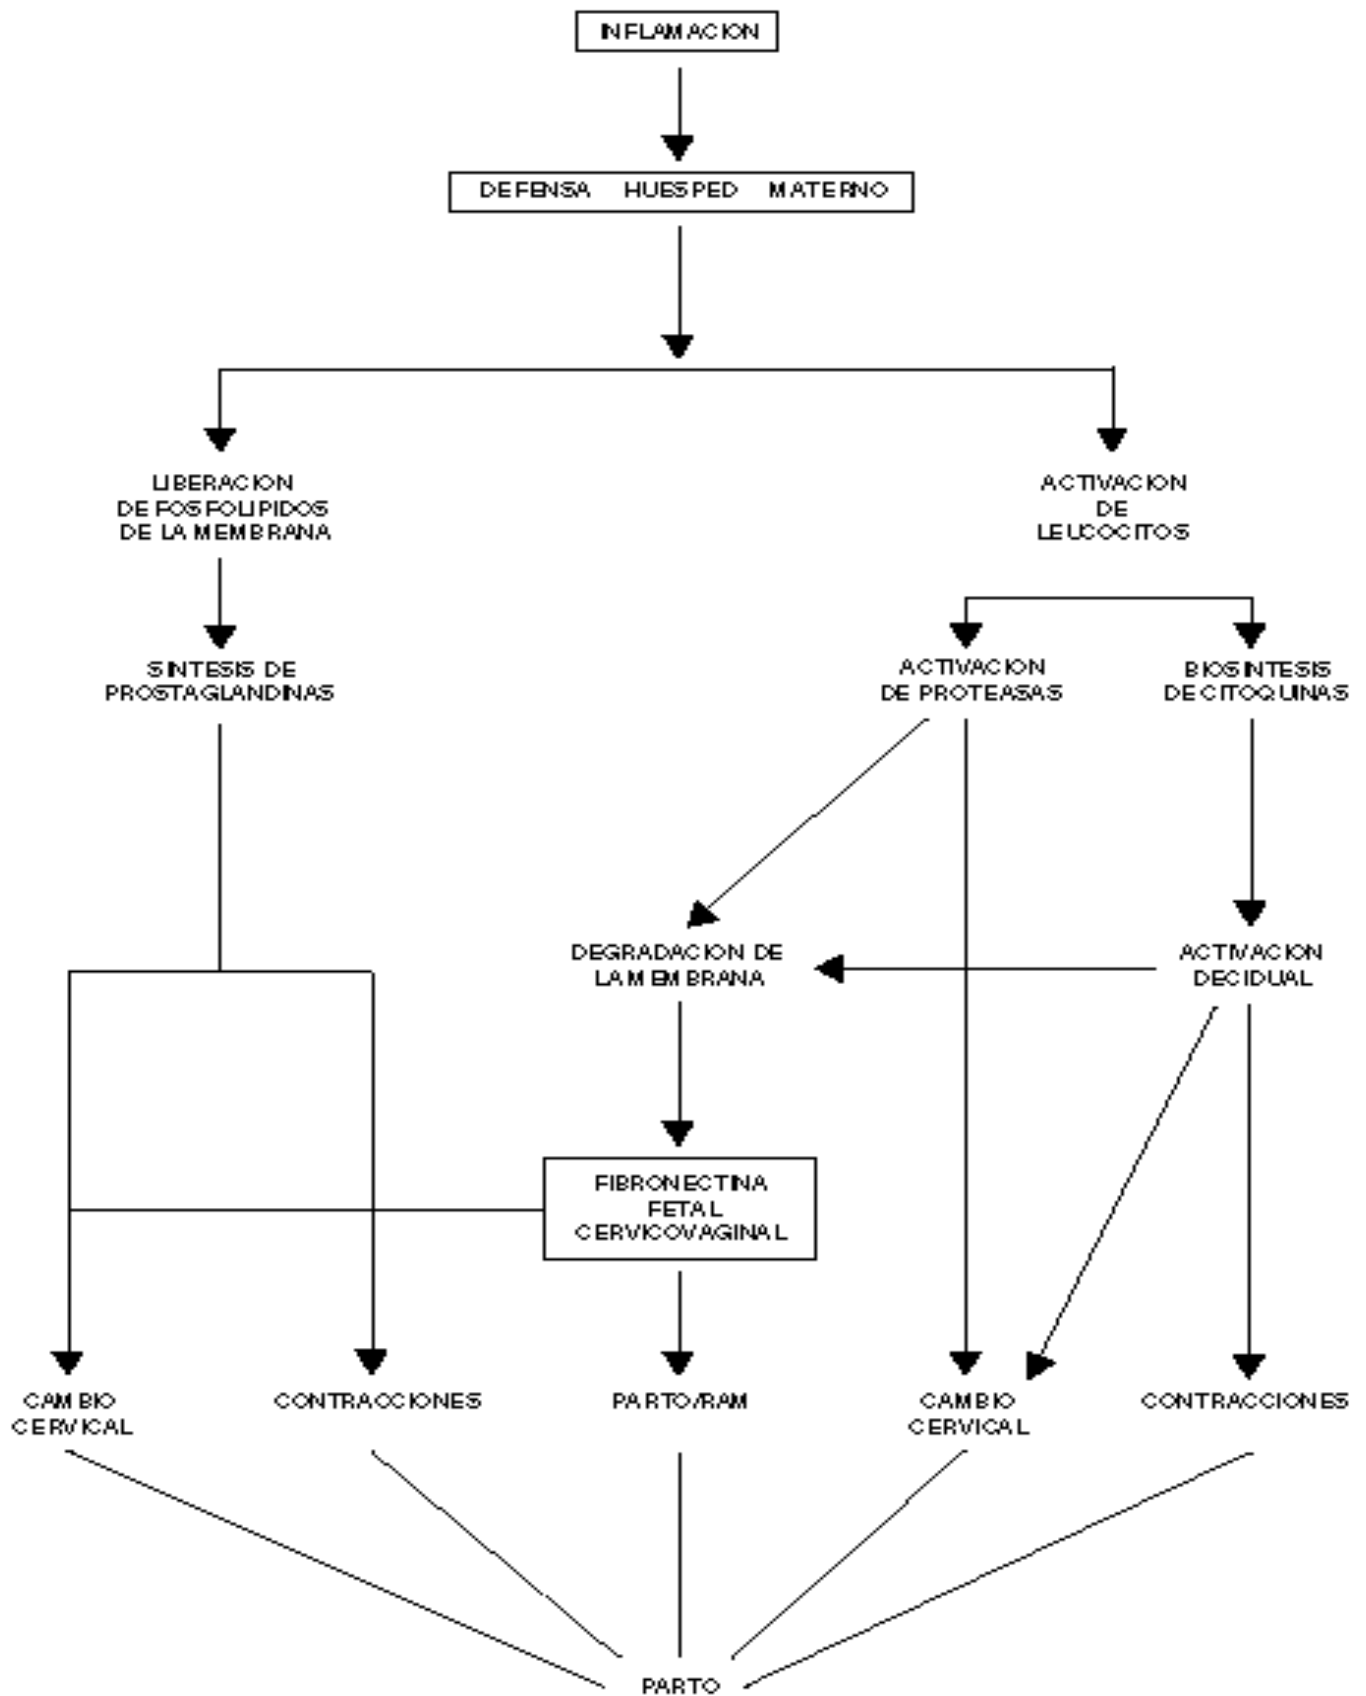 INFLAMACION
DEFENSA HUESPED MATERNO
LIBERACION
DE FOSFOLIPIDOS
DE LA MEMBRANA
ACTIVACION
DE
LEUCOCITOS
SINTESIS DE
PROSTAGLANDINAS
ACTIVACION
DE PROTEASAS
BIOSINTESIS
DE CITOQUINAS
DEGRADACION DE
LA MEMBRANA
ACTIVACION
DECIDUAL
FIBRONECTINA
FETAL
CERVICOVAGINAL
CAMBIO
CERVICAL
CONTRACCIONES
PARTO/RAM
CAMBIO
CERVICAL
CONTRACCIONES
PARTO